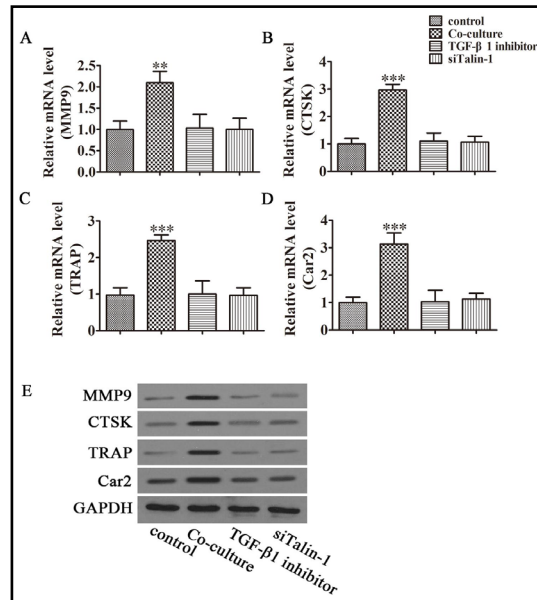 control
Co-culture
TGF-β 1 inhibitor
siTalin-1
A
Relative mRNA level
(MMP9)
2.5
2.0
1.5
1.0
0.5
0.0
**
B
Relative mRNA level
(CTSK)
4
3
2
1
0
***
C
Relative mRNA level
(TRAP)
3
2
1
0
***
D
Relative mRNA level
(Car2)
5
4
3
2
1
0
***
E
MMP9
CTSK
TRAP
Car2
GAPDH
control
Co-culture
TGF-β1 inhibitor
siTalin-1